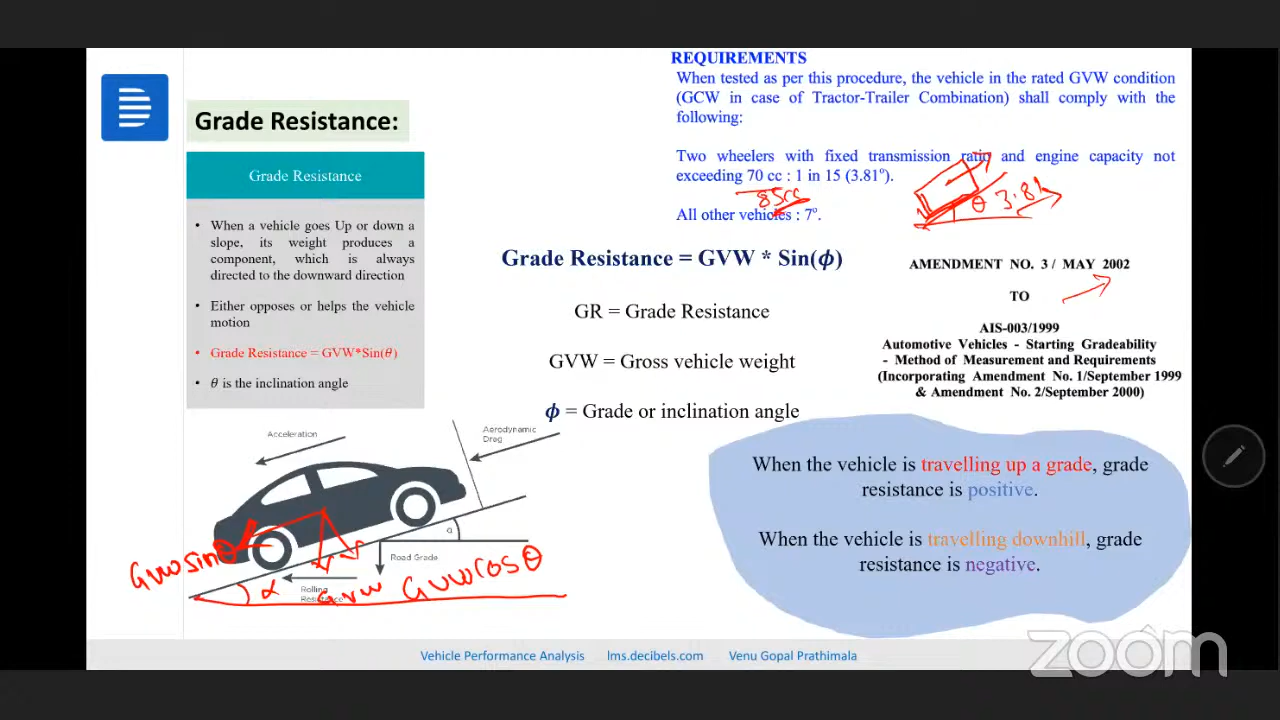 REQUIREMENTS
When tested as per this procedure, the vehicle in the rated GVW condition
(GCW in case of Tractor-Trailer Combination) shall comply with the
following:
Two wheelers with fixed transmission ratio and engine capacity not
exceeding 70 cc : 1 in 15 (3.81°).
85cc
θ 3.81
All other vehicles : 7°.
Grade Resistance:
Grade Resistance
• When a vehicle goes Up or down a
slope, its weight produces a
component, which is always
directed to the downward direction
• Either opposes or helps the vehicle
motion
• Grade Resistance = GVW*Sin(θ)
• θ is the inclination angle
Grade Resistance = GVW * Sin(ϕ)
GR = Grade Resistance
GVW = Gross vehicle weight
ϕ = Grade or inclination angle
AMENDMENT NO. 3 / MAY 2002
TO
AIS-003/1999
Automotive Vehicles - Starting Gradeability
- Method of Measurement and Requirements
(Incorporating Amendment No. 1/September 1999
& Amendment No. 2/September 2000)
Acceleration
Aerodynamic
Drag
α
Road Grade
Rolling
Resistance
GVW sinθ
α
GVW
GVW cos θ
When the vehicle is travelling up a grade, grade
resistance is positive.
When the vehicle is travelling downhill, grade
resistance is negative.
Vehicle Performance Analysis lms.decibels.com Venu Gopal Prathimala
zoom